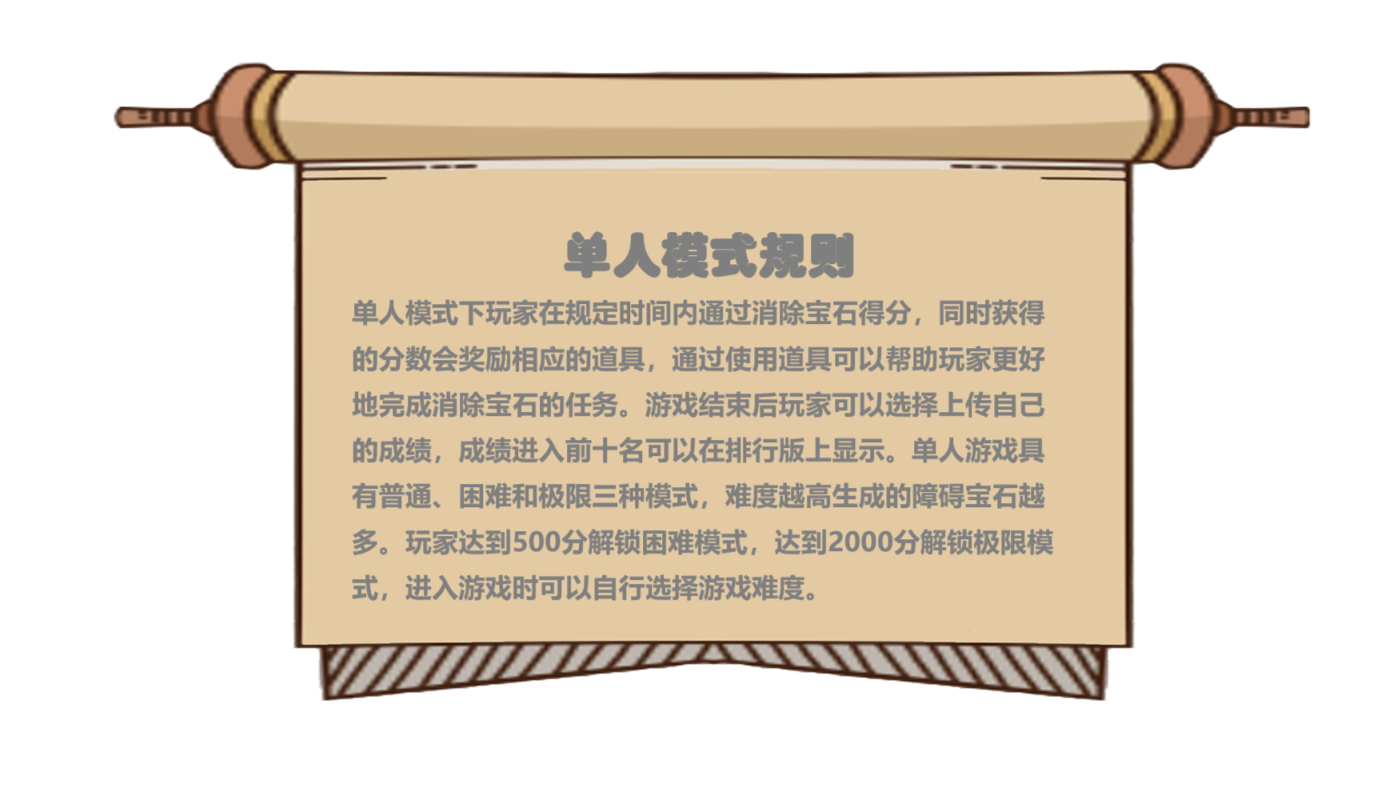 单人模式规则
单人模式下玩家在规定时间内通过消除宝石得分，同时获得
的分数会奖励相应的道具，通过使用道具可以帮助玩家更好
地完成消除宝石的任务。游戏结束后玩家可以选择上传自己
的成绩，成绩进入前十名可以在排行版上显示。单人游戏具
有普通、困难和极限三种模式，难度越高生成的障碍宝石越
多。玩家达到500分解锁困难模式，达到2000分解锁极限模
式，进入游戏时可以自行选择游戏难度。